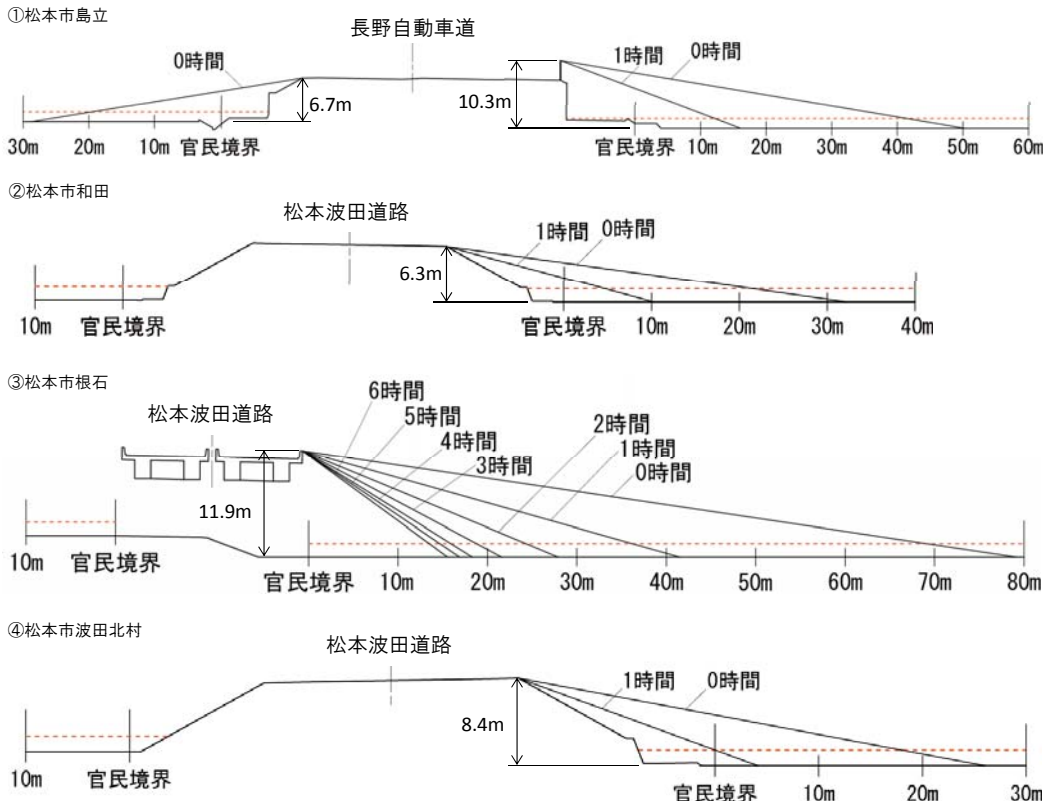 ①松本市島立
長野自動車道
0時間
6.7m
10.3m
1時間
0時間
30m 20m 10m 官民境界
官民境界 10m 20m 30m 40m 50m 60m
②松本市和田
松本波田道路
1時間
0時間
6.3m
10m 官民境界
官民境界 10m 20m 30m 40m
③松本市根石
松本波田道路
6時間
5時間
4時間
3時間
2時間
1時間
0時間
11.9m
10m 官民境界
官民境界 10m 20m 30m 40m 50m 60m 70m 80m
④松本市波田北村
松本波田道路
1時間
0時間
8.4m
10m 官民境界
官民境界 10m 20m 30m